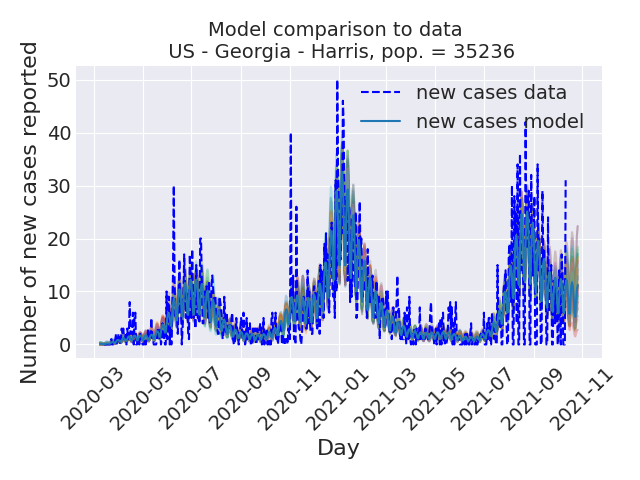 Model comparison to data
US - Georgia - Harris, pop. = 35236
Number of new cases reported
50
40
30
20
10
0
new cases data
new cases model
2020-03
2020-05
2020-07
2020-09
2020-11
2021-01
2021-03
2021-05
2021-07
2021-09
2021-11
Day